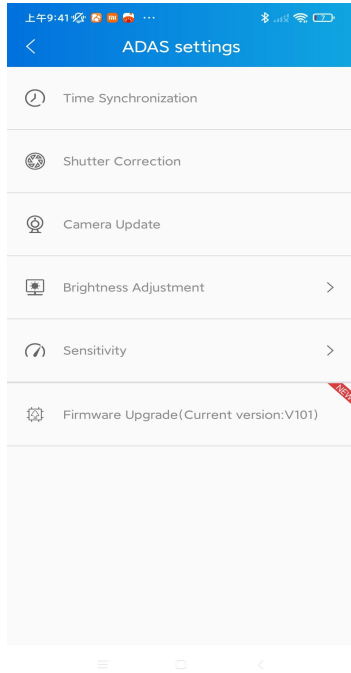 上午9:41
ADAS settings
Time Synchronization
Shutter Correction
Camera Update
Brightness Adjustment
Sensitivity
NEW
Firmware Upgrade(Current version:V101)